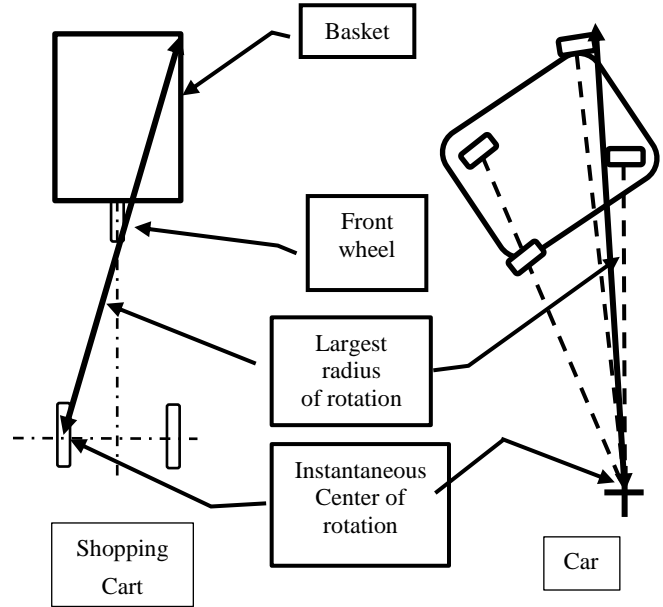 Basket
Front
wheel
Largest
radius
of rotation
Instantaneous
Center of
rotation
Shopping
Cart
Car